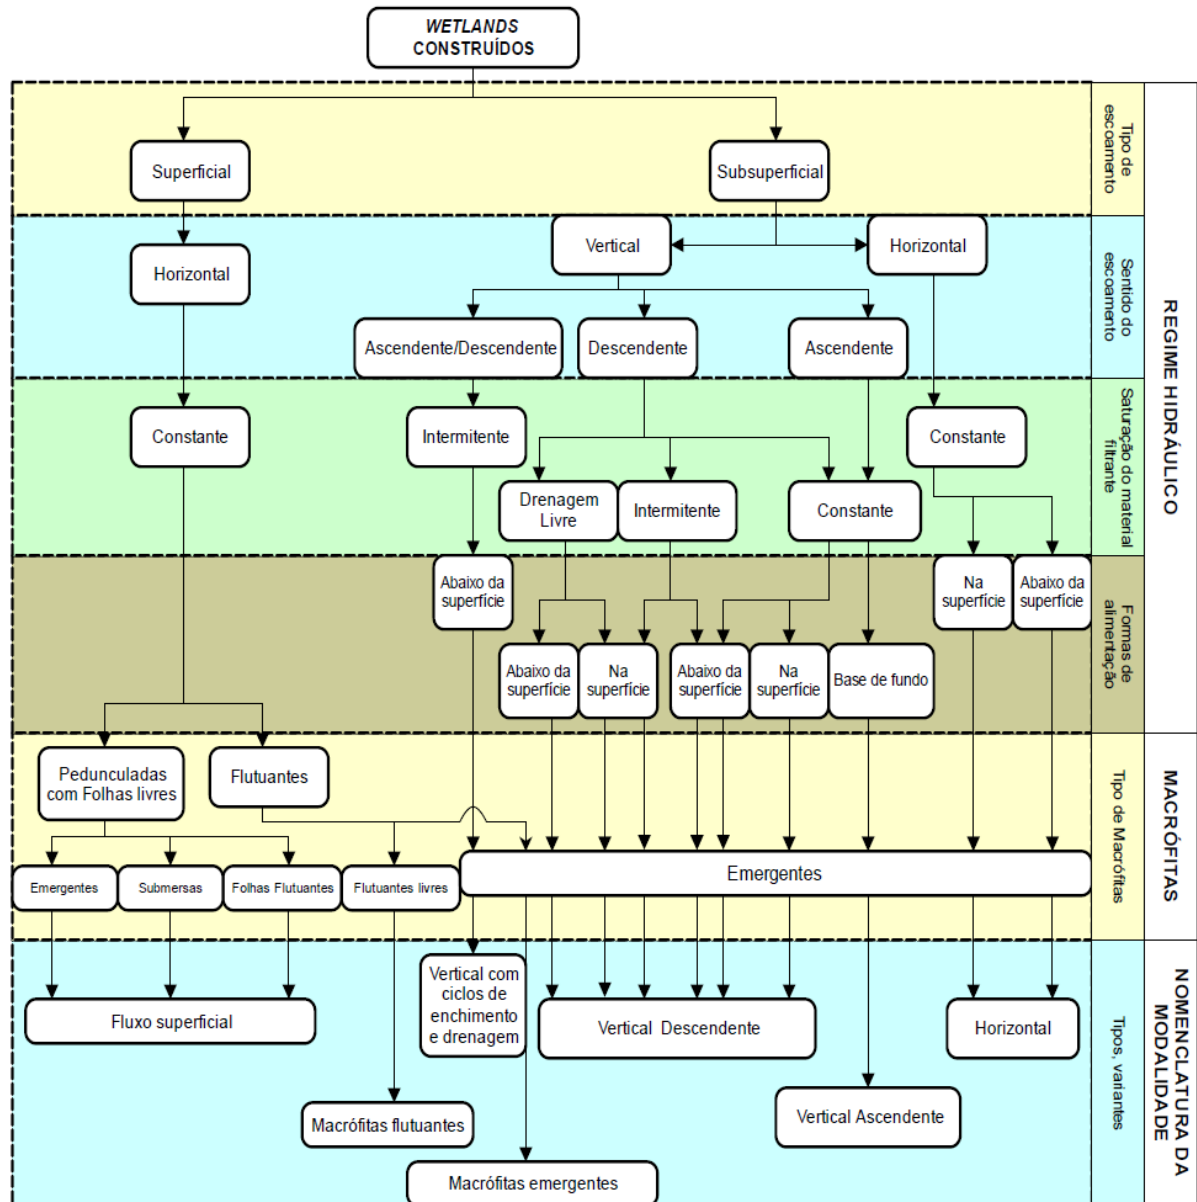 WETLANDS
CONSTRUÍDOS
Tipo de
escoamento
Superficial
Subsuperficial
REGIME HIDRÁULICO
Sentido do
escoamento
Vertical
Horizontal
Horizontal
Ascendente/Descendente
Descendente
Ascendente
Saturação do material
filtrante
Constante
Intermitente
Constante
Drenagem
Livre
Intermitente
Constante
Formas de
alimentação
Abaixo da
superfície
Na
superfície
Abaixo da
superfície
Abaixo da
superfície
Na
superfície
Abaixo da
superfície
Na
superfície
Base de fundo
MACRÓFITAS
Tipo de Macrófitas
Pedunculadas
com Folhas livres
Flutuantes
Emergentes
Submersas
Folhas Flutuantes
Flutuantes livres
Emergentes
NOMENCLATURA DA
MODALIDADE
Tipos, variantes
Fluxo superficial
Vertical com
ciclos de
enchimento
e drenagem
Vertical Descendente
Horizontal
Macrófitas flutuantes
Vertical Ascendente
Macrófitas emergentes